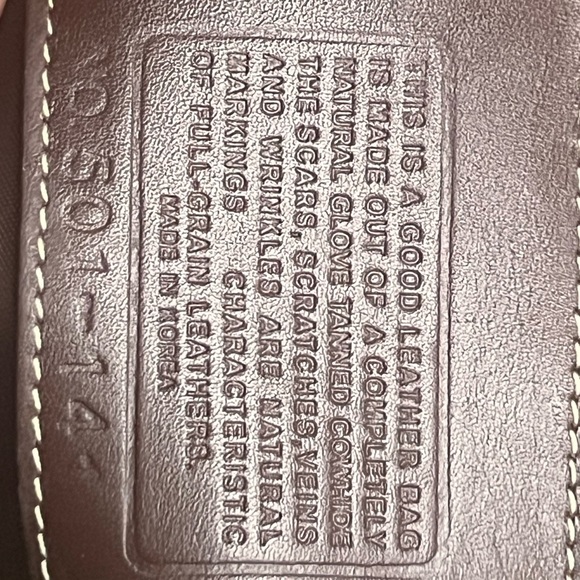 THIS IS A GOOD LEATHER BAG
IS MADE OUT OF A COMPLETELY
NATURAL GLOVE TANNED COWHIDE
THE SCARS, SCRATCHES, VEINS
AND WRINKLES ARE NATURAL
MARKINGS CHARACTERISTIC
OF FULL-GRAIN LEATHERS.
MADE IN KOREA
0501-14